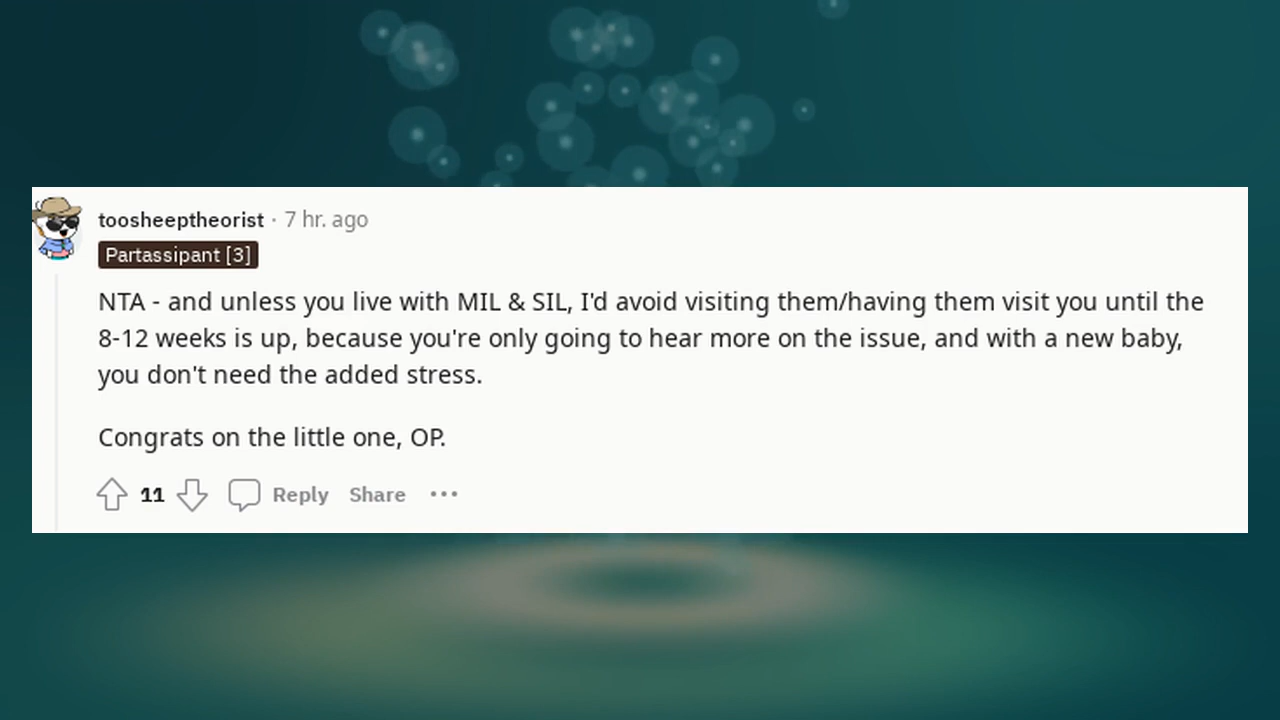 toosheeptheorist · 7 hr. ago
Partassipant [3]
NTA - and unless you live with MIL & SIL, I'd avoid visiting them/having them visit you until the
8-12 weeks is up, because you're only going to hear more on the issue, and with a new baby,
you don't need the added stress.
Congrats on the little one, OP.
11 Reply Share ···